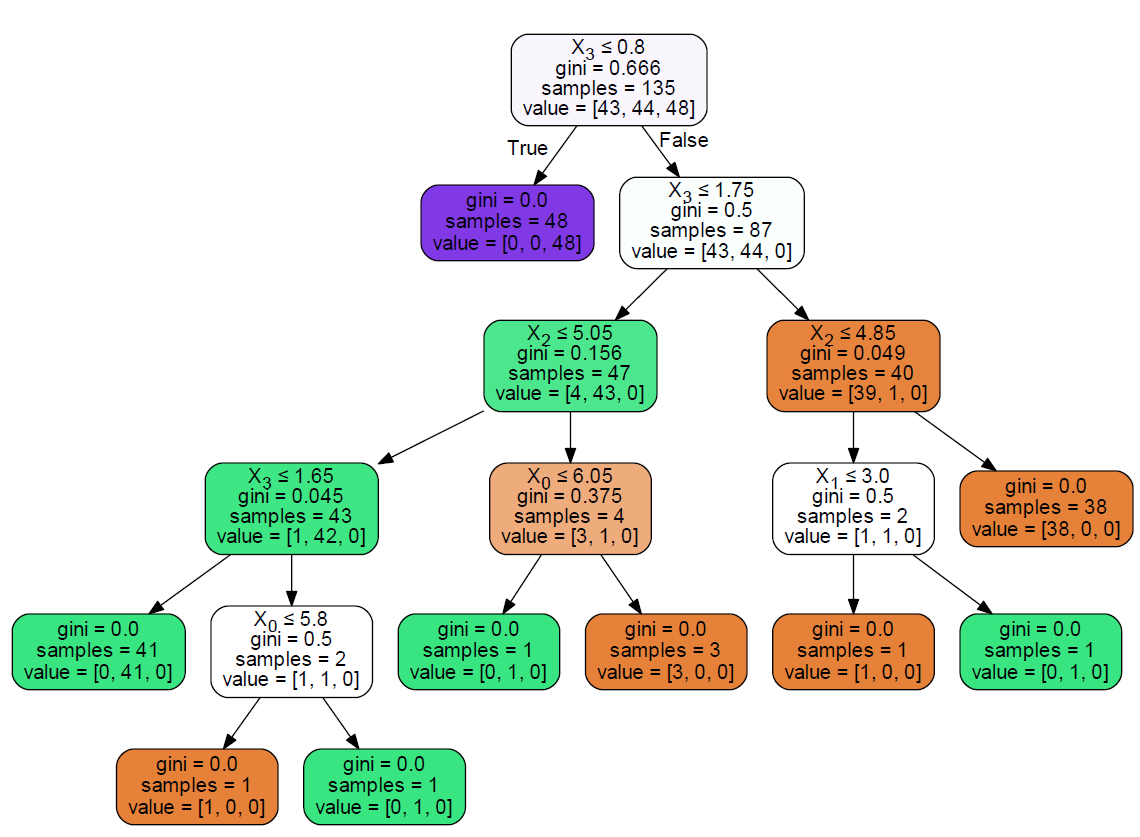 X₃ ≤ 0.8
gini = 0.666
samples = 135
value = [43, 44, 48]
True
False
gini = 0.0
samples = 48
value = [0, 0, 48]
X₃ ≤ 1.75
gini = 0.5
samples = 87
value = [43, 44, 0]
X₂ ≤ 5.05
gini = 0.156
samples = 47
value = [4, 43, 0]
X₂ ≤ 4.85
gini = 0.049
samples = 40
value = [39, 1, 0]
X₃ ≤ 1.65
gini = 0.045
samples = 43
value = [1, 42, 0]
X₀ ≤ 6.05
gini = 0.375
samples = 4
value = [3, 1, 0]
X₁ ≤ 3.0
gini = 0.5
samples = 2
value = [1, 1, 0]
gini = 0.0
samples = 38
value = [38, 0, 0]
gini = 0.0
samples = 41
value = [0, 41, 0]
X₀ ≤ 5.8
gini = 0.5
samples = 2
value = [1, 1, 0]
gini = 0.0
samples = 1
value = [0, 1, 0]
gini = 0.0
samples = 3
value = [3, 0, 0]
gini = 0.0
samples = 1
value = [1, 0, 0]
gini = 0.0
samples = 1
value = [0, 1, 0]
gini = 0.0
samples = 1
value = [1, 0, 0]
gini = 0.0
samples = 1
value = [0, 1, 0]